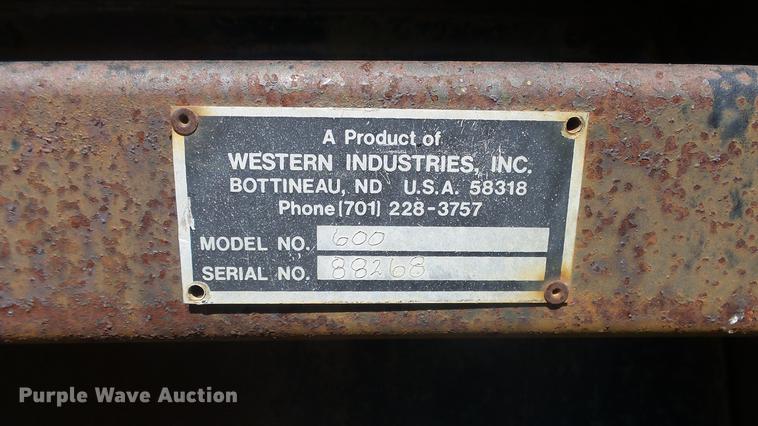 A Product of
WESTERN INDUSTRIES, INC.
BOTTINEAU, ND U.S.A. 58318
Phone (701) 228-3757
MODEL NO. 600
SERIAL NO. 88268
Purple Wave Auction